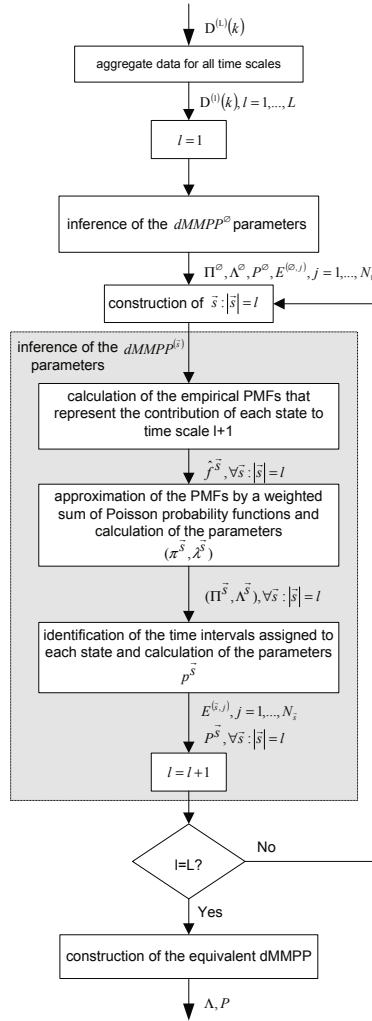 D^(L)(k)
aggregate data for all time scales
D^(l)(k), l = 1,..., L
l = 1
inference of the dMMPP^∅ parameters
Π^∅, Λ^∅, P^∅, E^(∅,j), j = 1,..., N
construction of s⃗ : |s⃗| = l
inference of the dMMPP^(s⃗)
parameters
calculation of the empirical PMFs that
represent the contribution of each state to
time scale l+1
f̂^s⃗, ∀s⃗ : |s⃗| = l
approximation of the PMFs by a weighted
sum of Poisson probability functions and
calculation of the parameters
(π^s⃗, λ^s⃗)
(Π^s⃗, Λ^s⃗), ∀s⃗ : |s⃗| = l
identification of the time intervals assigned to
each state and calculation of the parameters
p^s⃗
E^(s⃗,j), j = 1,..., N_s⃗
P^s⃗, ∀s⃗ : |s⃗| = l
l = l+1
l=L?
No
Yes
construction of the equivalent dMMPP
Λ, P